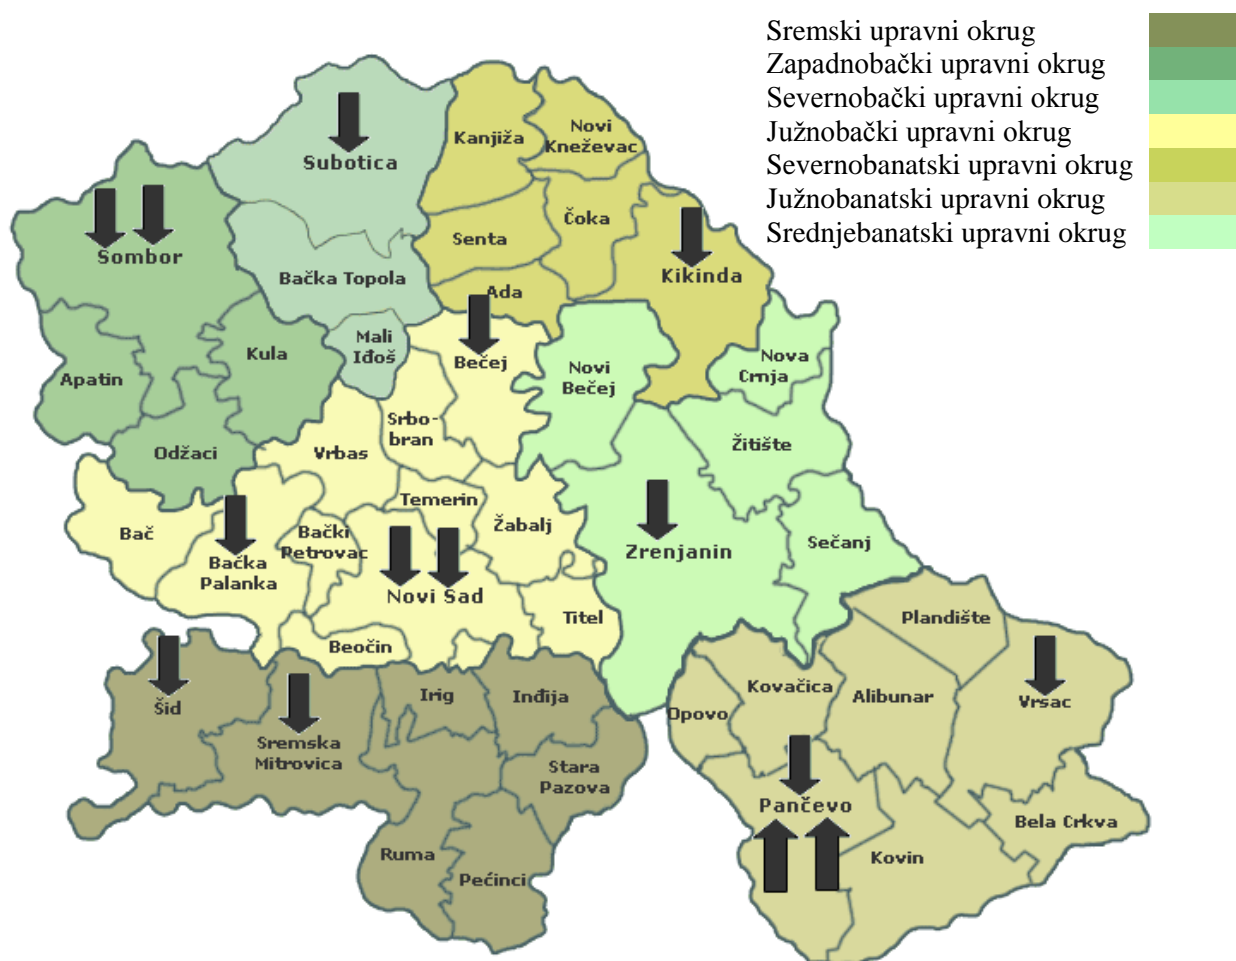 Sremski upravni okrug
Zapadnobački upravni okrug
Severnobački upravni okrug
Južnobački upravni okrug
Severnobanatski upravni okrug
Južnobanatski upravni okrug
Srednjebanatski upravni okrug
Kanjiža
Novi
Kneževac
Subotica
Čoka
Senta
Sombor
Bačka Topola
Kikinda
Ada
Mali
Iđoš
Kula
Bečej
Novi
Bečej
Nova
Crnja
Apatin
Srbo-
bran
Odžaci
Vrbas
Žitište
Temerin
Bač
Bački
Petrovac
Žabalj
Zrenjanin
Sečanj
Bačka
Palanka
Novi Sad
Titel
Plandište
Beočin
Kovačica
Irig
Inđija
Alibunar
Vrsac
Šid
Opovo
Sremska
Mitrovica
Stara
Pazova
Pančevo
Bela Crkva
Ruma
Kovin
Pećinci